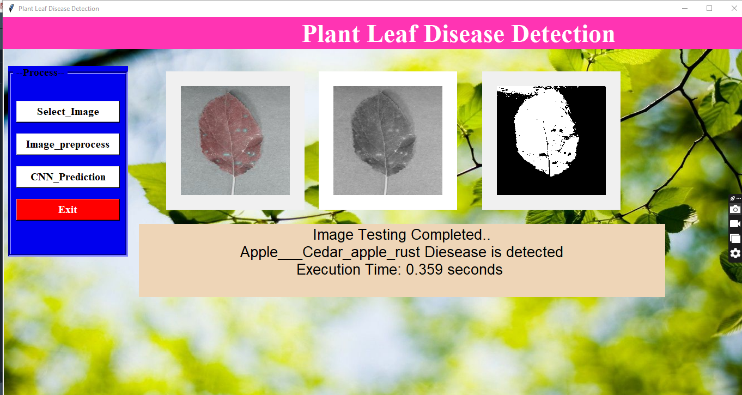 Plant Leaf Disease Detection
Plant Leaf Disease Detection
Process
Select_Image
Image_preprocess
CNN_Prediction
Exit
Image Testing Completed..
Apple___Cedar_apple_rust Diesease is detected
Execution Time: 0.359 seconds